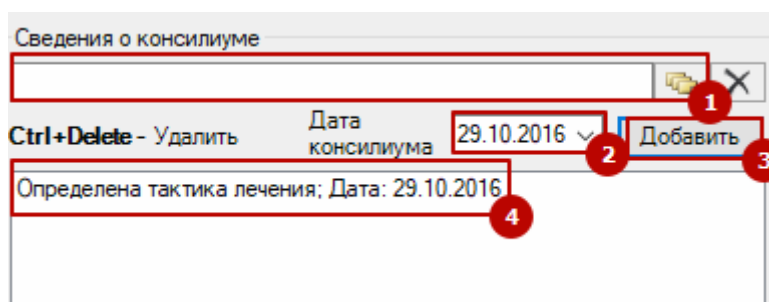 Сведения о консилиуме
1
Ctrl+Delete - Удалить
Дата
консилиума
29.10.2016
2
Добавить
3
Определена тактика лечения; Дата: 29.10.2016
4